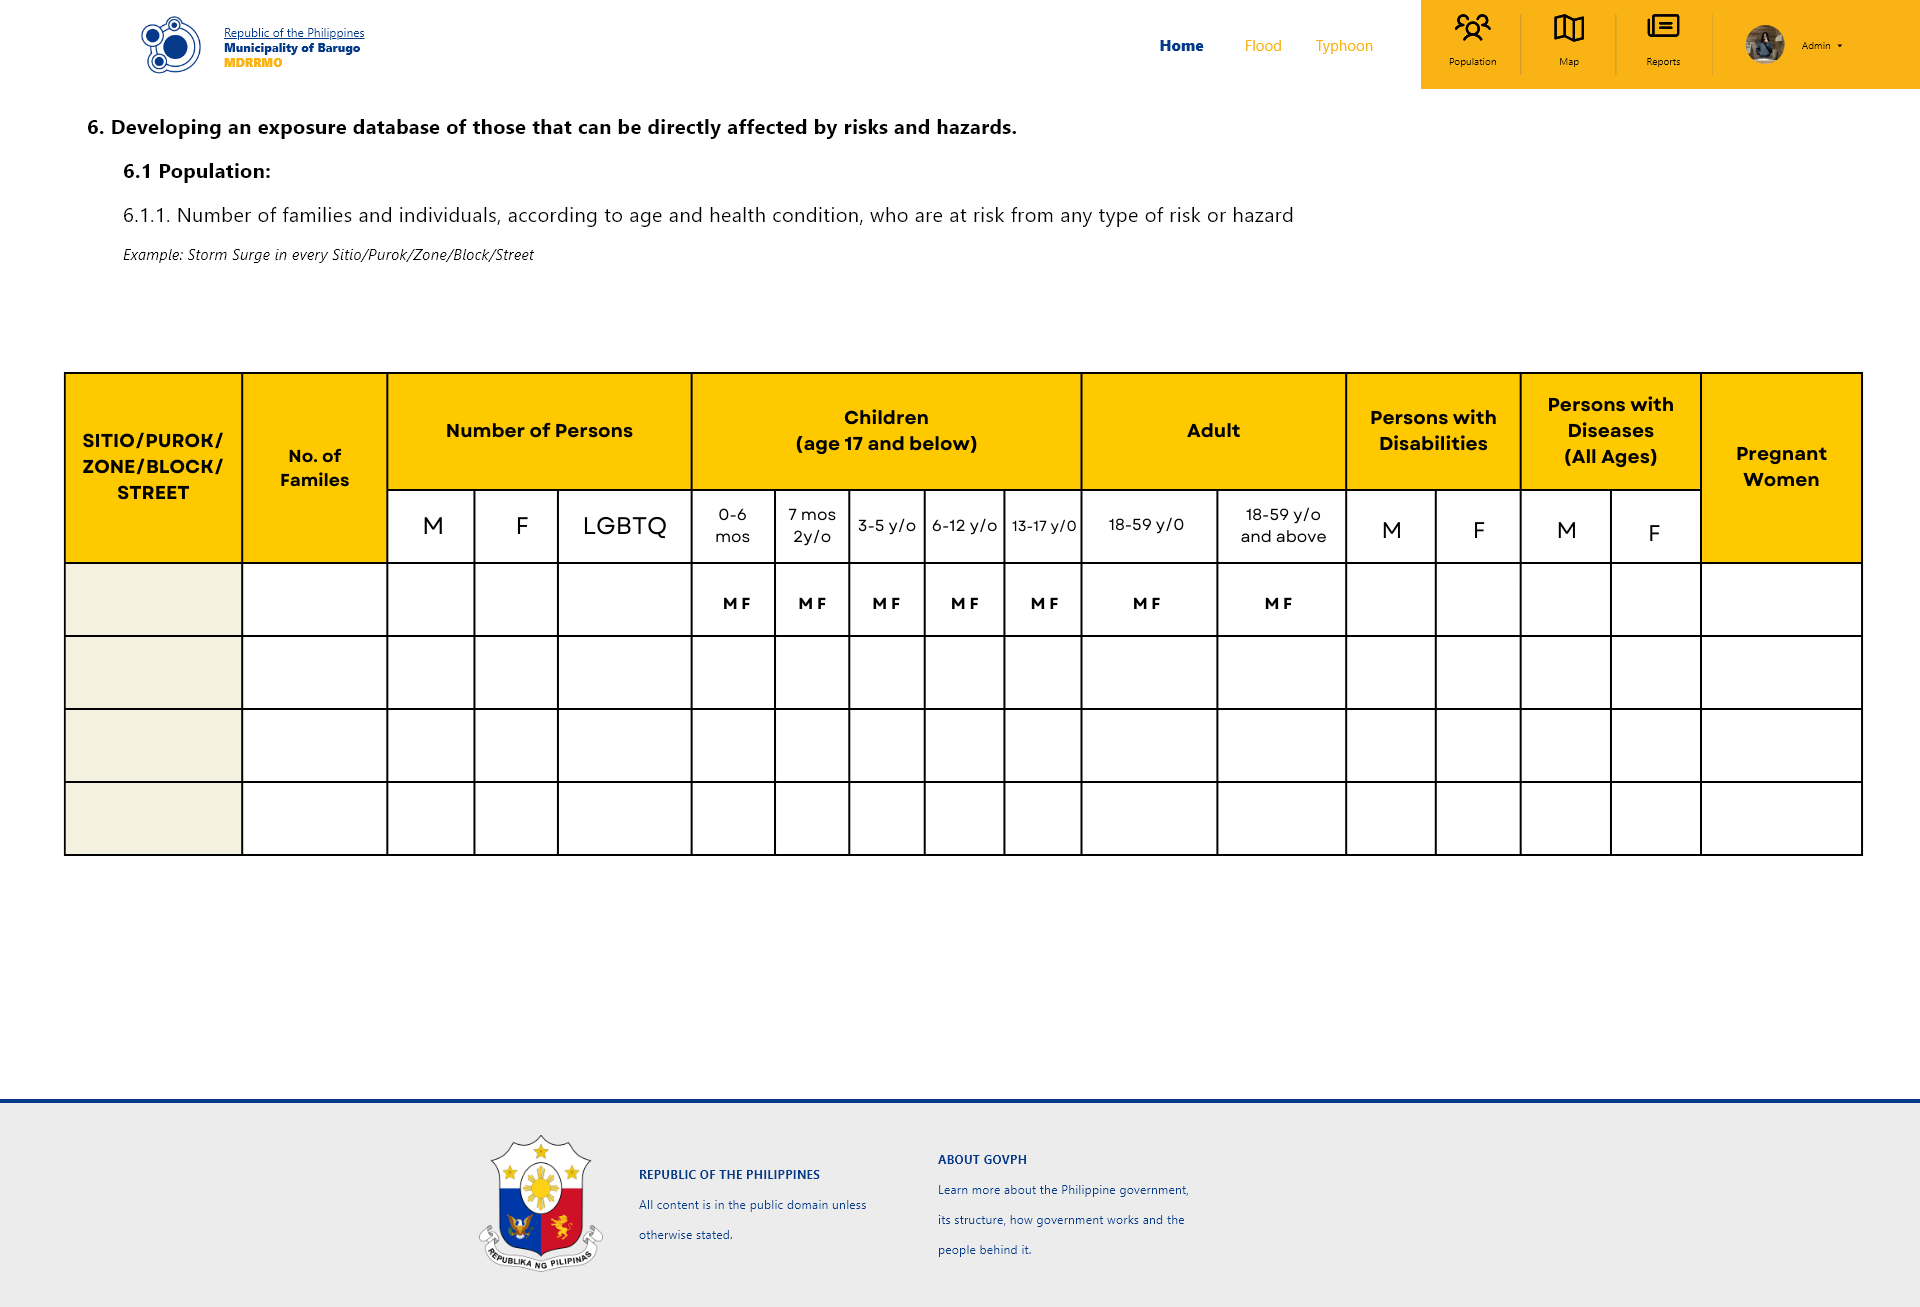 Republic of the Philippines
Municipality of Barugo
MDRRMO
Home
Flood
Typhoon
Population
Map
Reports
Admin
6. Developing an exposure database of those that can be directly affected by risks and hazards.
6.1 Population:
6.1.1. Number of families and individuals, according to age and health condition, who are at risk from any type of risk or hazard
Example: Storm Surge in every Sitio/Purok/Zone/Block/Street
SITIO/PUROK/
ZONE/BLOCK/
STREET
No. of
Familes
Number of Persons
Children
(age 17 and below)
Adult
Persons with
Disabilities
Persons with
Diseases
(All Ages)
Pregnant
Women
M
F
LGBTQ
0-6
mos
7 mos
2y/o
3-5 y/o
6-12 y/o
13-17 y/0
18-59 y/0
18-59 y/o
and above
M
F
M
F
M F
M F
M F
M F
M F
M F
M F
REPUBLIKA NG PILIPINAS
REPUBLIC OF THE PHILIPPINES
All content is in the public domain unless
otherwise stated.
ABOUT GOVPH
Learn more about the Philippine government,
its structure, how government works and the
people behind it.